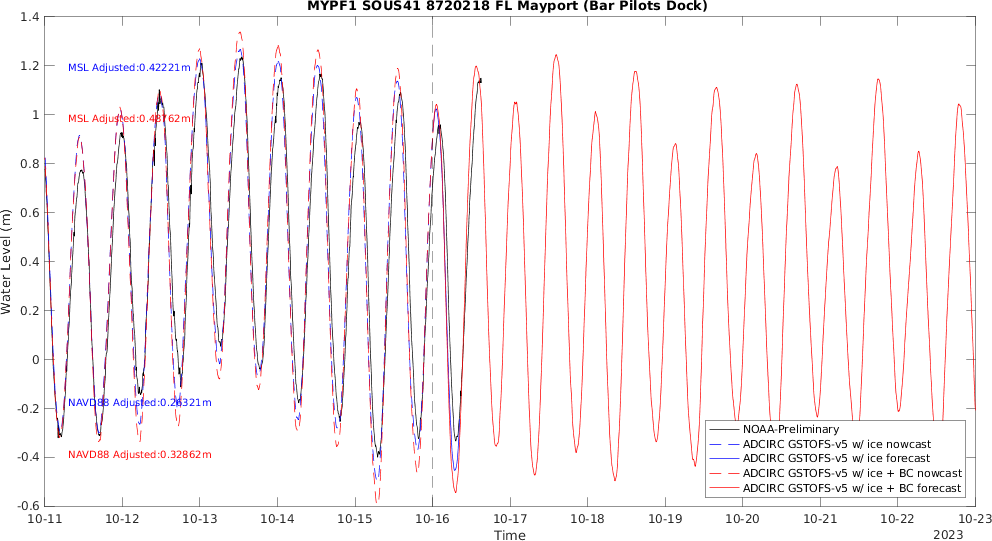 MYPF1 SOUS41 8720218 FL Mayport (Bar Pilots Dock)
1.4
1.2
1
0.8
0.6
0.4
0.2
0
-0.2
-0.4
-0.6
Water Level (m)
MSL Adjusted:0.42221m
MSL Adjusted:0.48762m
NAVD88 Adjusted:0.26321m
NAVD88 Adjusted:0.32862m
NOAA-Preliminary
ADCIRC GSTOFS-v5 w/ ice nowcast
ADCIRC GSTOFS-v5 w/ ice forecast
ADCIRC GSTOFS-v5 w/ ice + BC nowcast
ADCIRC GSTOFS-v5 w/ ice + BC forecast
10-11 10-12 10-13 10-14 10-15 10-16 10-17 10-18 10-19 10-20 10-21 10-22 10-23
Time
2023